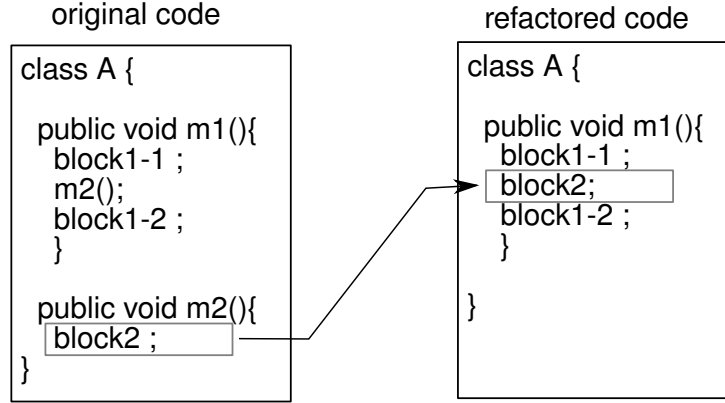 original code
class A {
public void m1(){
block1-1 ;
m2();
block1-2 ;
}
public void m2(){
block2 ;
}
refactored code
class A {
public void m1(){
block1-1 ;
block2;
block1-2 ;
}
}